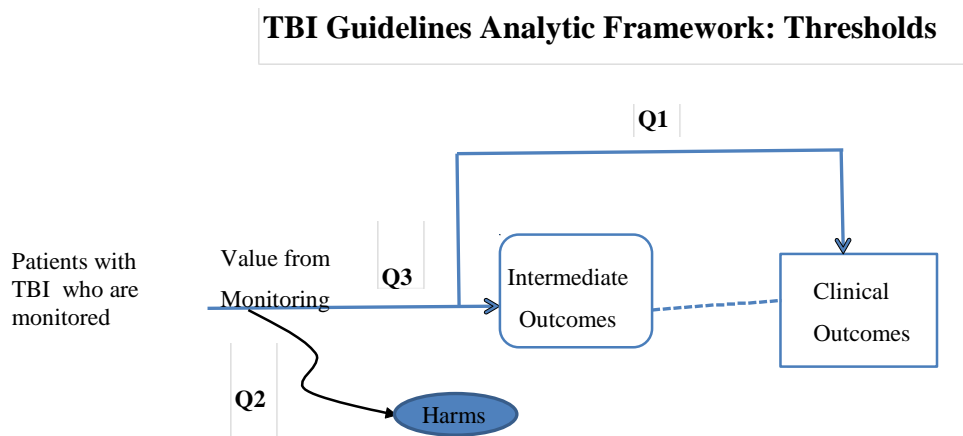 TBI Guidelines Analytic Framework: Thresholds
Q1
Patients with
TBI who are
monitored
Value from
Monitoring
Q3
Intermediate
Outcomes
Clinical
Outcomes
Q2
Harms